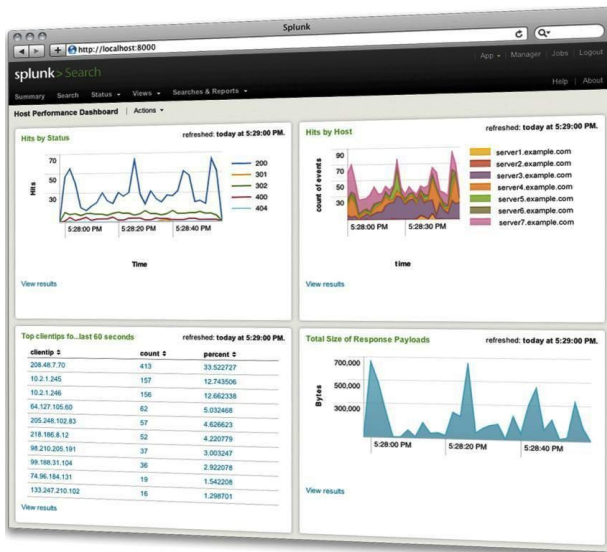 Splunk
http://localhost:8000
Q
App Manager Jobs Logout
splunk>Search
Help About
Summary Search Status Views Searches & Reports
Host Performance Dashboard Actions
Hits by Status refreshed: today at 5:29:00 PM.
70
50
30
Hits
5:28:00 PM 5:28:20 PM 5:28:40 PM
Time
200
301
302
400
404
View results
Hits by Host refreshed: today at 5:29:00 PM.
90
70
50
30
count of events
5:28:00 PM 5:28:30 PM
time
server1.example.com
server2.example.com
server3.example.com
server4.example.com
server5.example.com
server6.example.com
server7.example.com
View results
Top clientips fo...last 60 seconds refreshed: today at 5:29:00 PM.
clientip count percent
208.48.7.70 413 33.522727
10.2.1.245 157 12.743506
10.2.1.246 156 12.662338
64.127.105.60 62 5.032468
205.248.102.83 57 4.626623
218.186.8.12 52 4.220779
98.210.205.191 37 3.003247
99.188.31.104 36 2.922078
74.96.184.131 19 1.542208
133.247.210.102 16 1.298701
View results
Total Size of Response Payloads refreshed: today at 5:29:00 PM.
700,000
500,000
300,000
Bytes
5:28:00 PM 5:28:20 PM 5:28:40 PM
View results